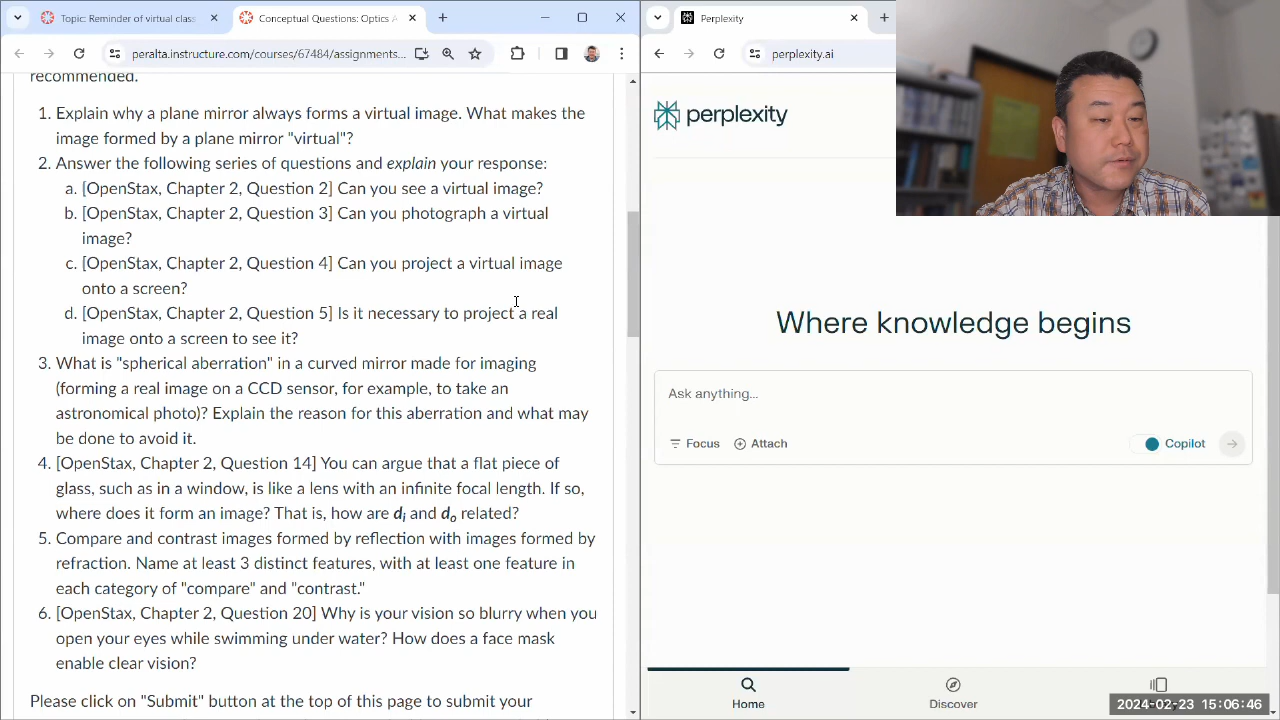 Topic: Reminder of virtual class
Conceptual Questions: Optics A
Perplexity
peralta.instructure.com/courses/67484/assignments...
perplexity.ai
recommended.
1. Explain why a plane mirror always forms a virtual image. What makes the
image formed by a plane mirror "virtual"?
2. Answer the following series of questions and explain your response:
a. [OpenStax, Chapter 2, Question 2] Can you see a virtual image?
b. [OpenStax, Chapter 2, Question 3] Can you photograph a virtual
image?
c. [OpenStax, Chapter 2, Question 4] Can you project a virtual image
onto a screen?
d. [OpenStax, Chapter 2, Question 5] Is it necessary to project a real
image onto a screen to see it?
3. What is "spherical aberration" in a curved mirror made for imaging
(forming a real image on a CCD sensor, for example, to take an
astronomical photo)? Explain the reason for this aberration and what may
be done to avoid it.
4. [OpenStax, Chapter 2, Question 14] You can argue that a flat piece of
glass, such as in a window, is like a lens with an infinite focal length. If so,
where does it form an image? That is, how are di and do related?
5. Compare and contrast images formed by reflection with images formed by
refraction. Name at least 3 distinct features, with at least one feature in
each category of "compare" and "contrast."
6. [OpenStax, Chapter 2, Question 20] Why is your vision so blurry when you
open your eyes while swimming under water? How does a face mask
enable clear vision?
Please click on "Submit" button at the top of this page to submit your
perplexity
Where knowledge begins
Ask anything...
Focus
Attach
Copilot
Home
Discover
2024-02-23 15:06:46